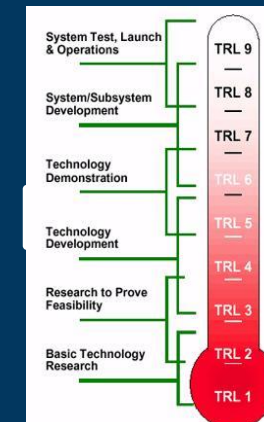 System Test, Launch
& Operations
System/Subsystem
Development
Technology
Demonstration
Technology
Development
Research to Prove
Feasibility
Basic Technology
Research
TRL 9
TRL 8
TRL 7
TRL 6
TRL 5
TRL 4
TRL 3
TRL 2
TRL 1